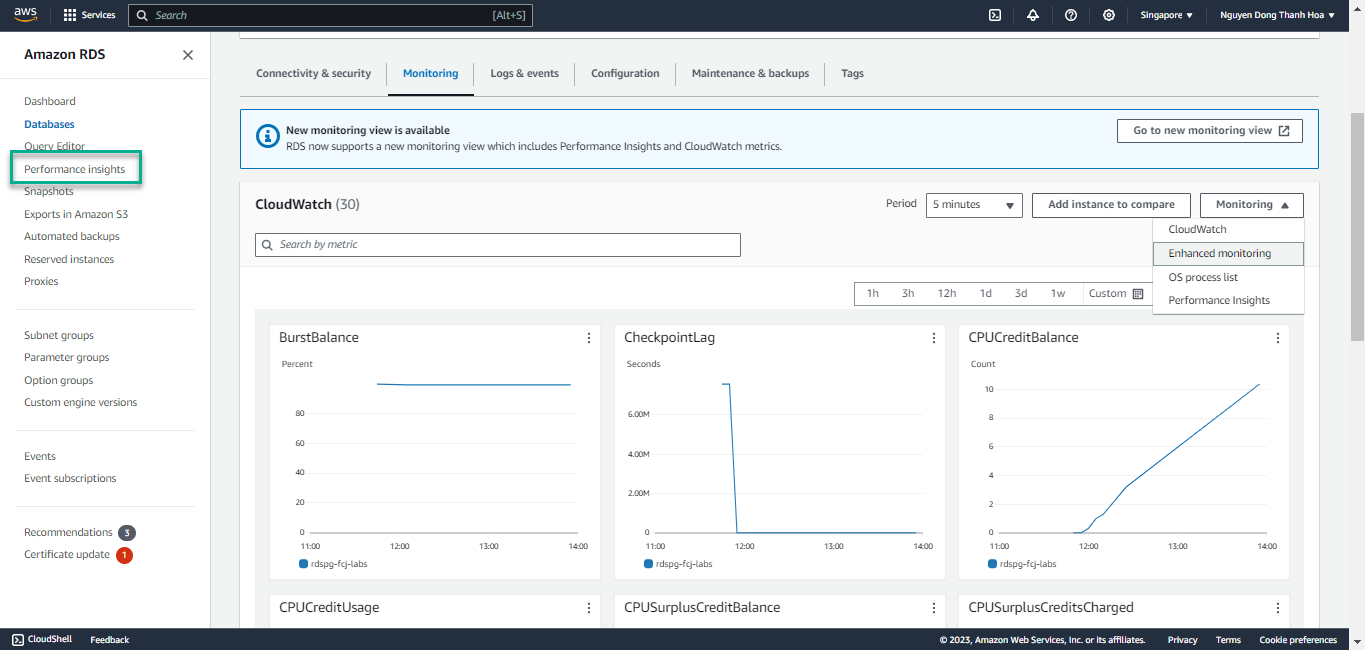 aws
Services
Search
[Alt+S]
Singapore
Nguyen Dong Thanh Hoa
Amazon RDS
Dashboard
Databases
Query Editor
Performance insights
Snapshots
Exports in Amazon S3
Automated backups
Reserved instances
Proxies
Subnet groups
Parameter groups
Option groups
Custom engine versions
Events
Event subscriptions
Recommendations 3
Certificate update 1
Connectivity & security
Monitoring
Logs & events
Configuration
Maintenance & backups
Tags
New monitoring view is available
RDS now supports a new monitoring view which includes Performance Insights and CloudWatch metrics.
Go to new monitoring view
CloudWatch (30)
Period
5 minutes
Add instance to compare
Monitoring
CloudWatch
Enhanced monitoring
OS process list
Performance Insights
Search by metric
1h 3h 12h 1d 3d 1w Custom
BurstBalance
Percent
80
60
40
20
0
11:00 12:00 13:00 14:00
rdspg-fcj-labs
CheckpointLag
Seconds
6.00M
4.00M
2.00M
0
11:00 12:00 13:00 14:00
rdspg-fcj-labs
CPUCreditBalance
Count
10
8
6
4
2
0
11:00 12:00 13:00 14:00
rdspg-fcj-labs
CPUCreditUsage
CPUSurplusCreditBalance
CPUSurplusCreditsCharged
CloudShell
Feedback
© 2023, Amazon Web Services, Inc. or its affiliates.
Privacy
Terms
Cookie preferences